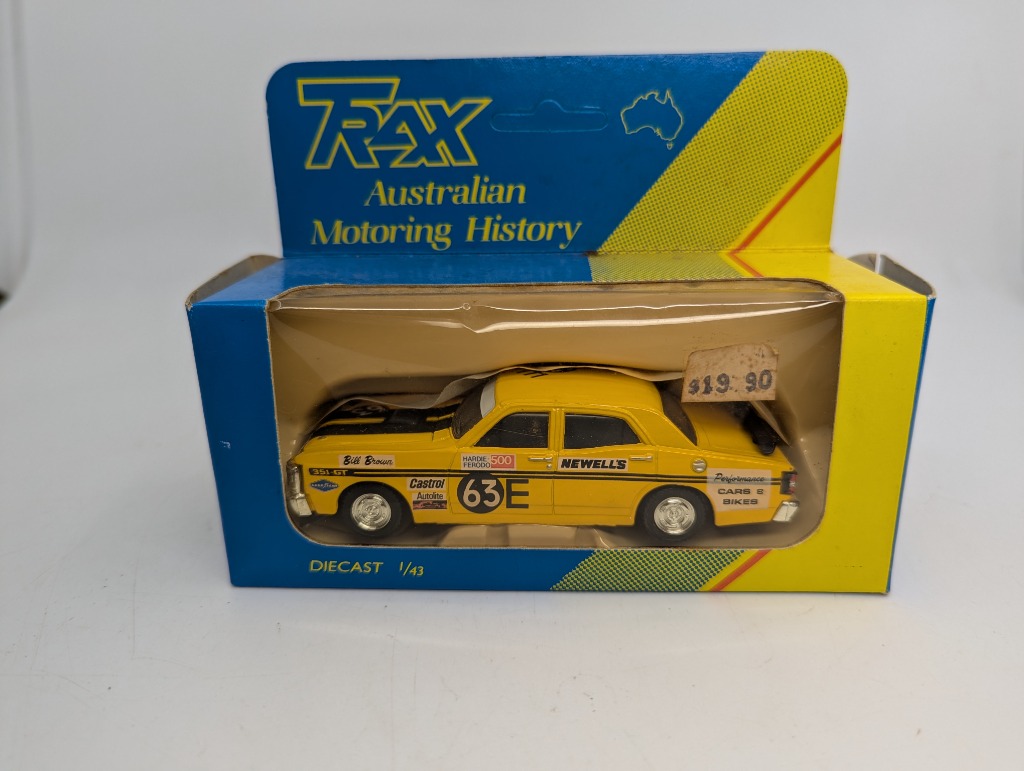 TRAX
Australian
Motoring History
$19.90
Bill Brown
351-GT
GOODYEAR
HARDIE
FERODO 500
NEWELL'S
Castrol
Autolite
63E
Performance
CARS &
BIKES
DIECAST 1/43